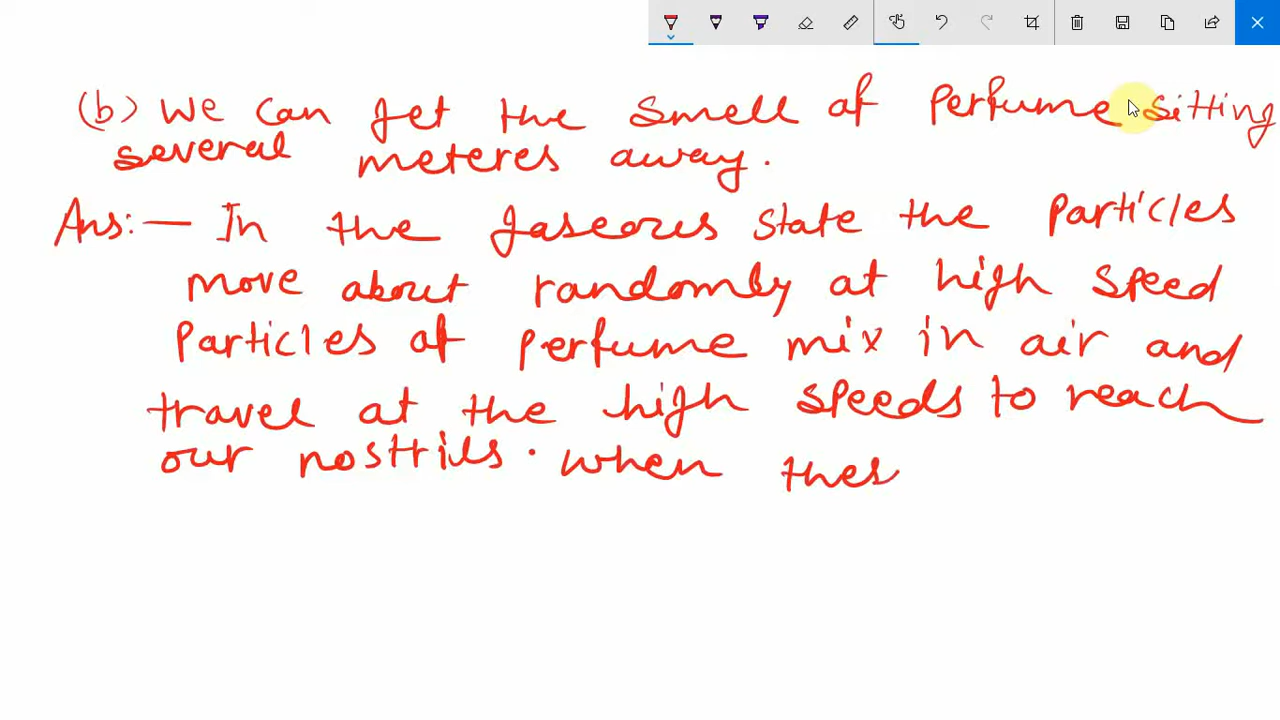 (b) We can get the smell of Perfume sitting
several meteres away.
Ans:— In the gaseous state the Particles
move about randomly at high speed
Particles of perfume mix in air and
travel at the high speeds to reach
our nostrils. when thes